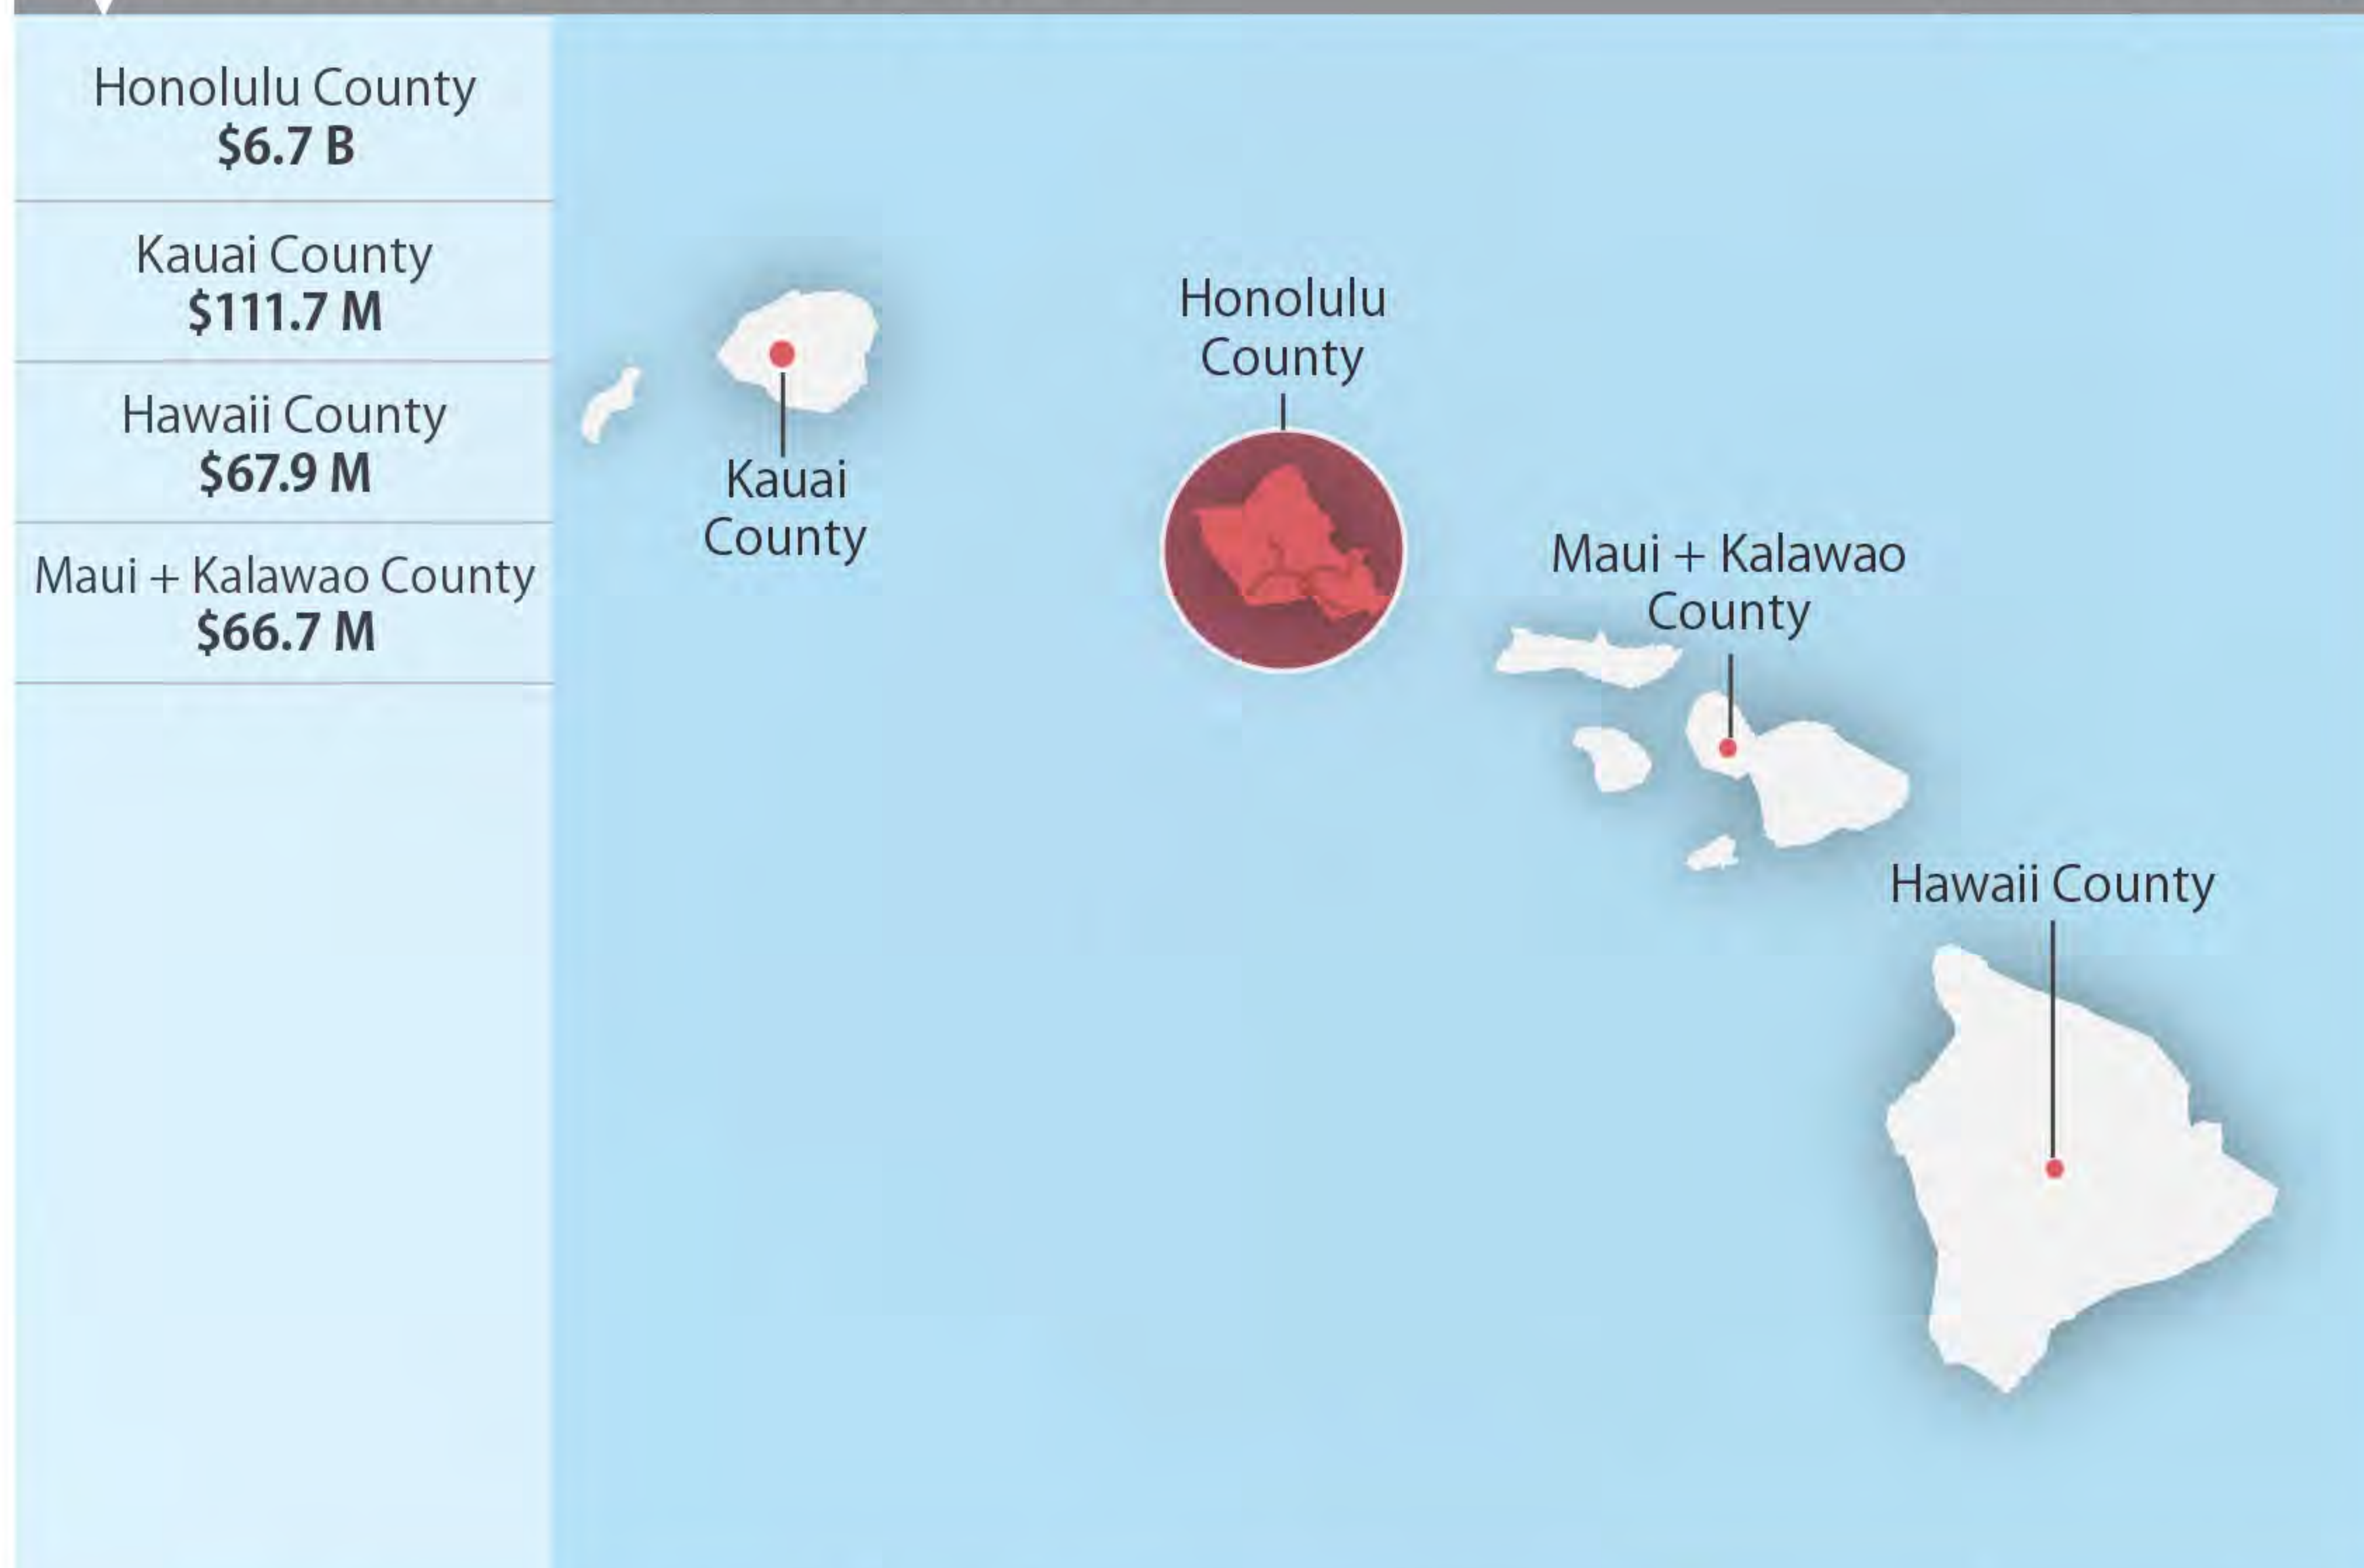 Honolulu County
$6.7 B
Kauai County
$111.7 M
Hawaii County
$67.9 M
Maui + Kalawao County
$66.7 M
Kauai
County
Honolulu
County
Maui + Kalawao
County
Hawaii County